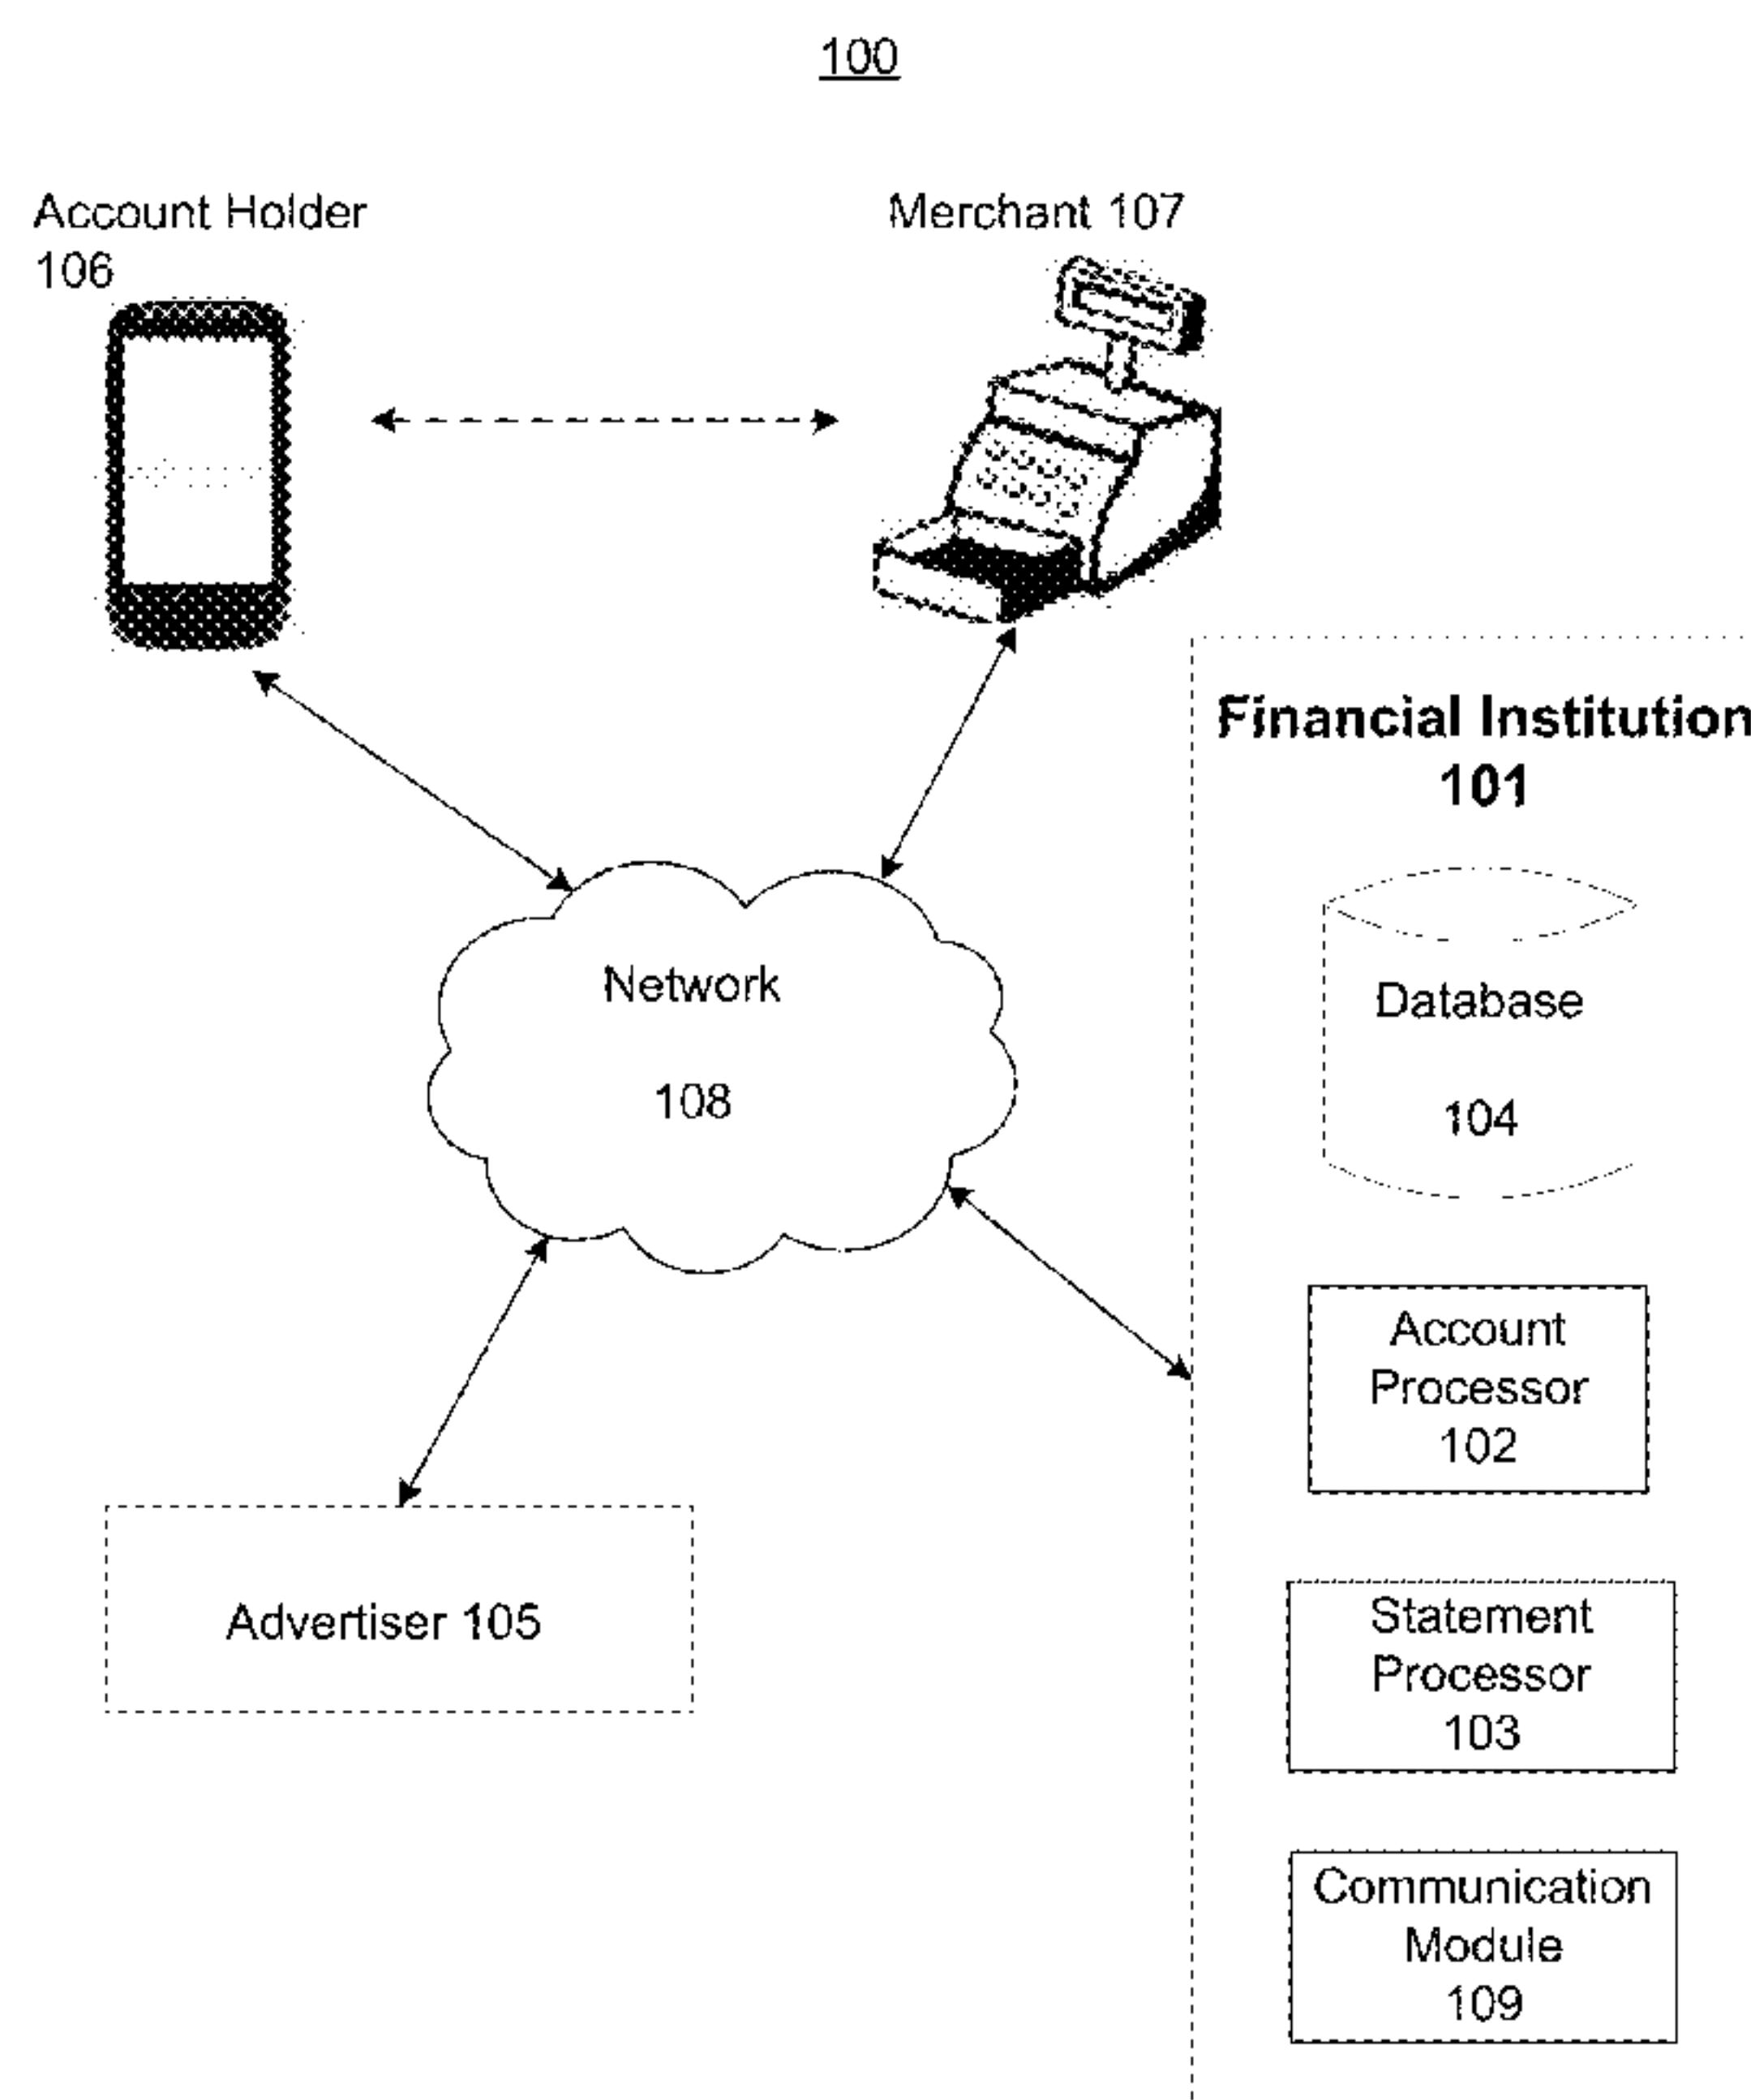 100
Account Holder
106
Merchant 107
Financial Institution
101
Network
108
Database
104
Account
Processor
102
Advertiser 105
Statement
Processor
103
Communication
Module
109